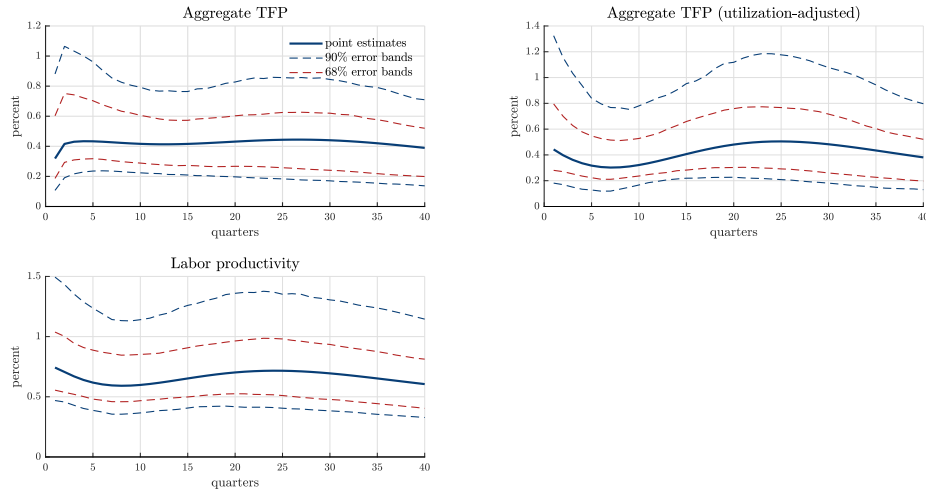 Aggregate TFP
1.2
1
0.8
0.6
0.4
0.2
0
percent
point estimates
90% error bands
68% error bands
0 5 10 15 20 25 30 35 40
quarters
Aggregate TFP (utilization-adjusted)
1.4
1.2
1
0.8
0.6
0.4
0.2
0
percent
0 5 10 15 20 25 30 35 40
quarters
Labor productivity
1.5
1
0.5
0
percent
0 5 10 15 20 25 30 35 40
quarters